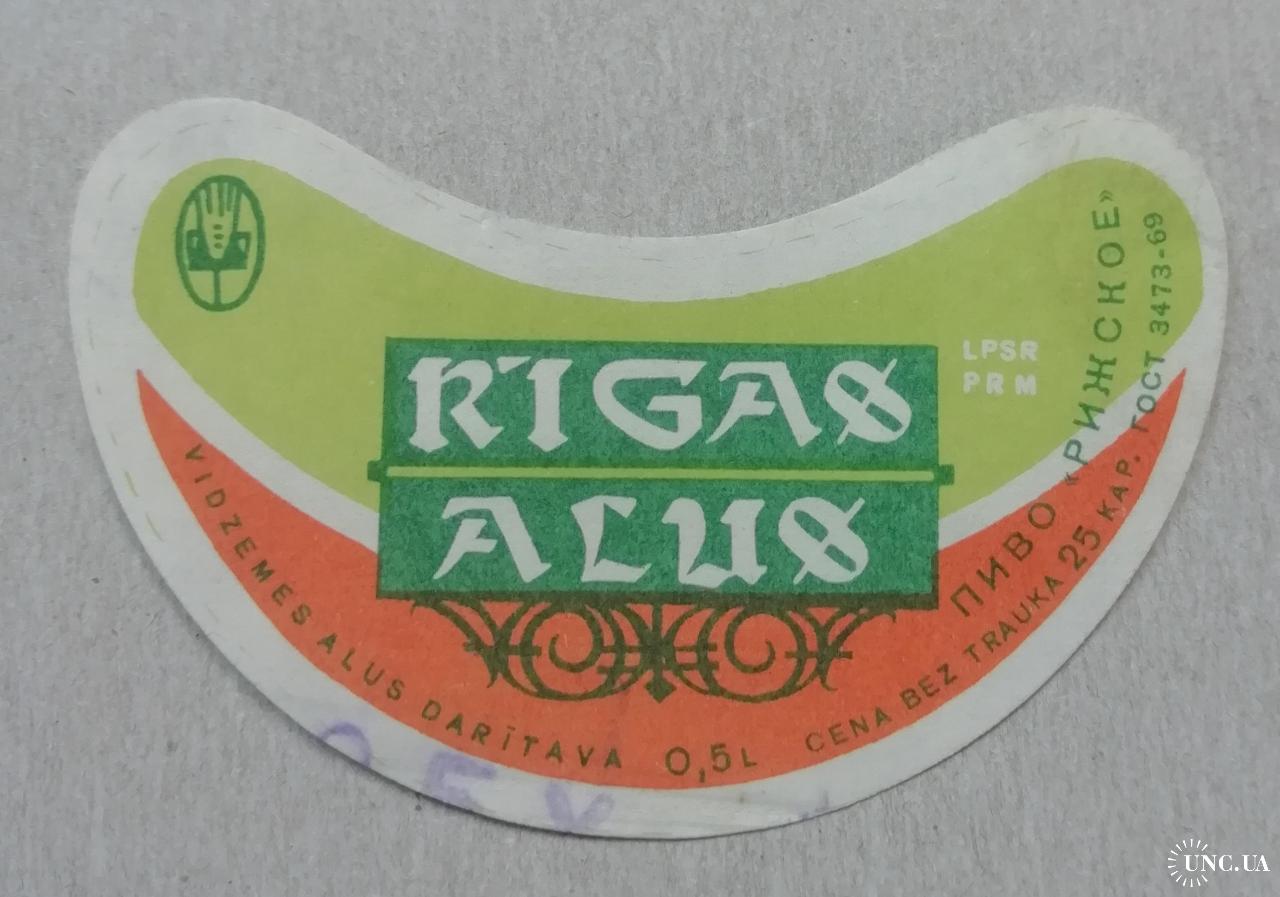 RĪGAS
ALUS
LPSR
PRM
VIDZEMES ALUS DARĪTAVA 0,5L CENA BEZ TRAUKA 25 KAP. ГОСТ 3473-69
ПИВО «РИЖСКОЕ»
UNC.UA